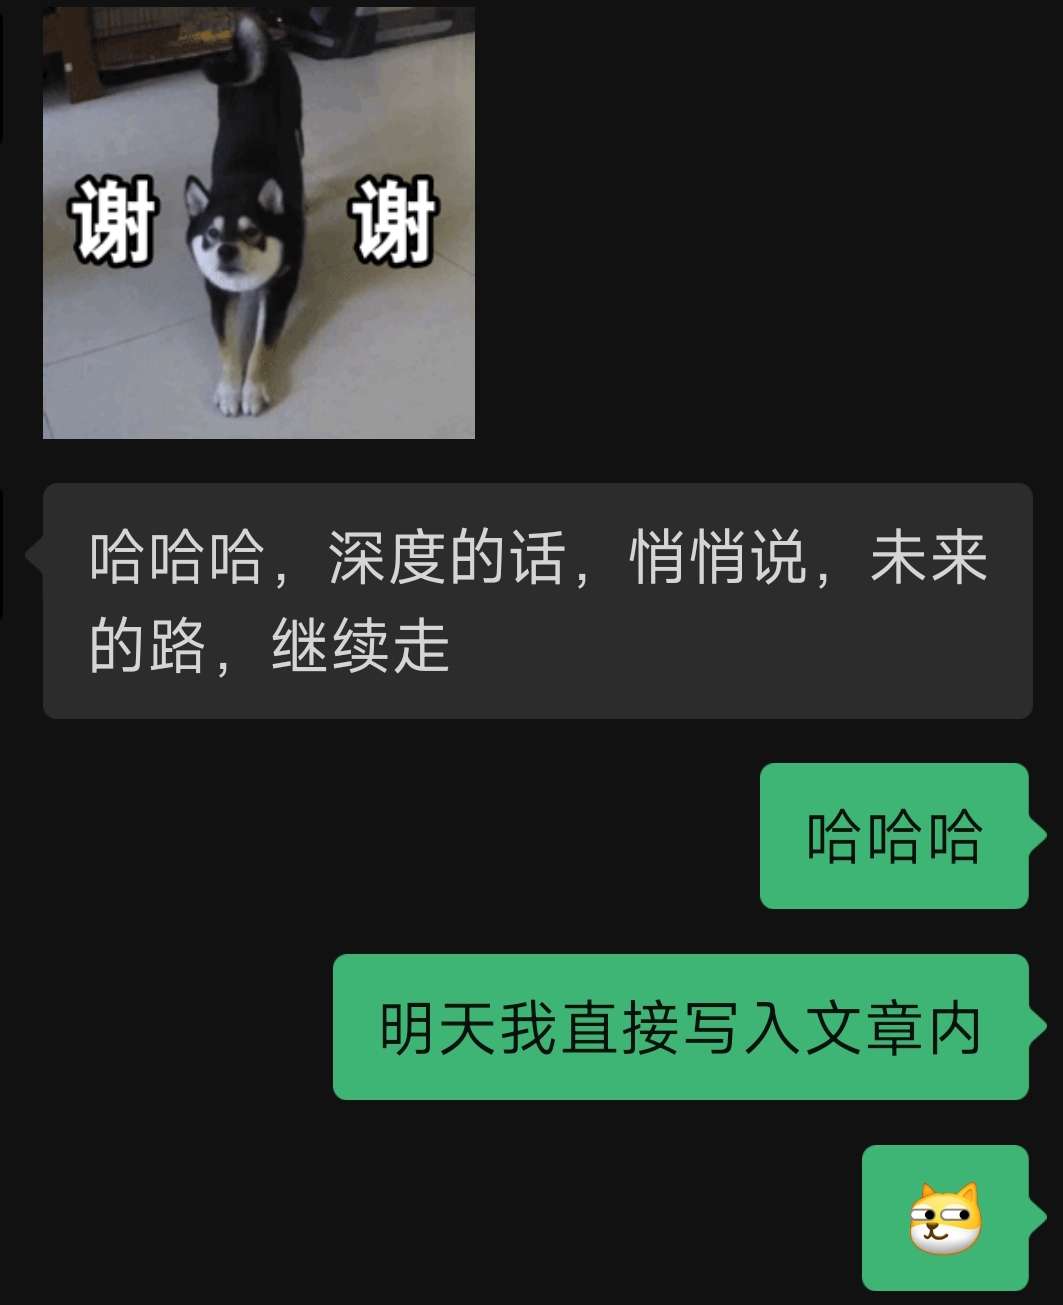 谢 谢
哈哈哈，深度的话，悄悄说，未来
的路，继续走
哈哈哈
明天我直接写入文章内